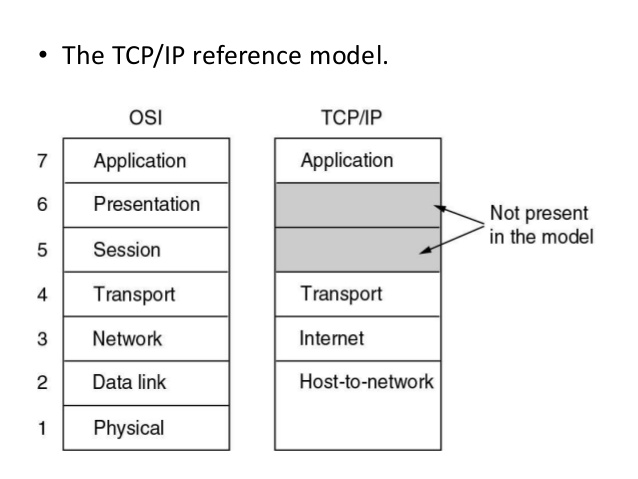 • The TCP/IP reference model.
OSI TCP/IP
7 Application Application
6 Presentation
5 Session
Not present
in the model
4 Transport Transport
3 Network Internet
2 Data link Host-to-network
1 Physical